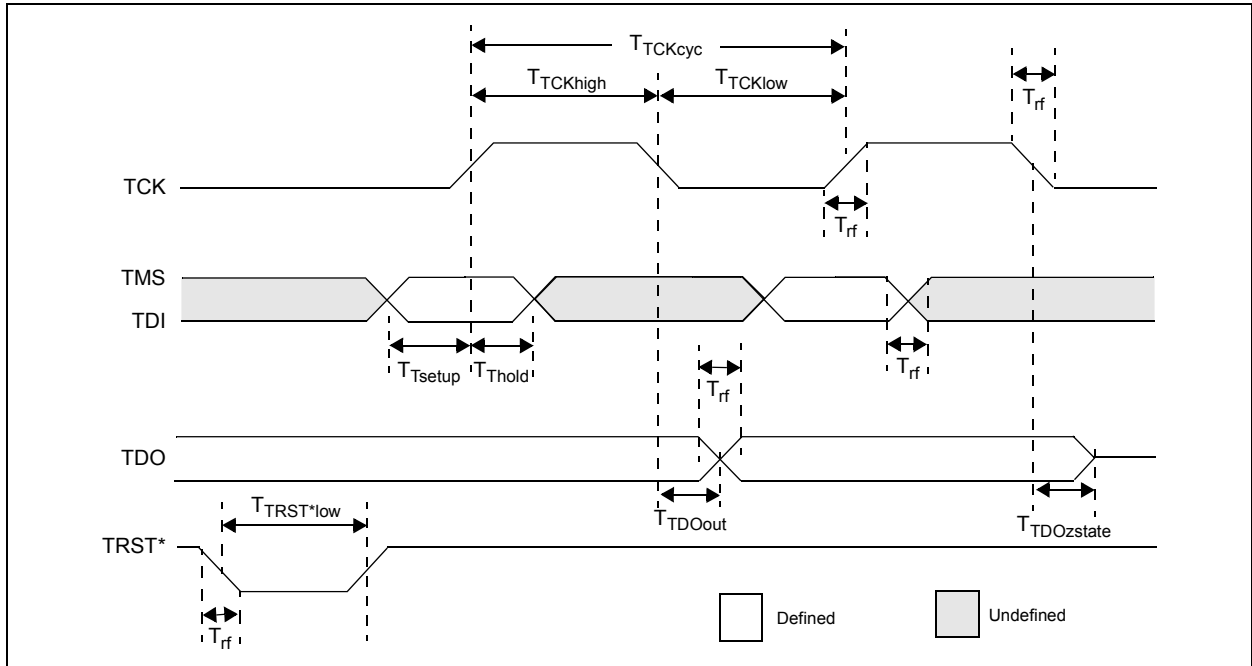 TTCKcyc
TTCKhigh
TTCKlow
Trf
TCK
Trf
TMS
TDI
TTsetup
TThold
Trf
Trf
TDO
TTDOout
TTDOzstate
TTRST*low
TRST*
Trf
Defined
Undefined